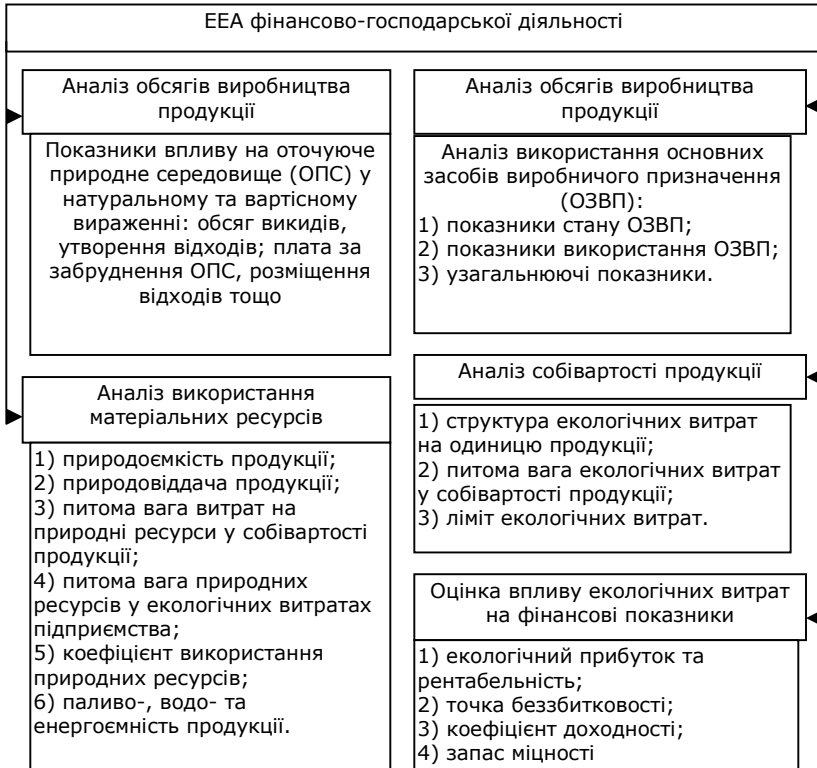 ЕЕА фінансово-господарської діяльності
Аналіз обсягів виробництва
продукції
Показники впливу на оточуюче
природне середовище (ОПС) у
натуральному та вартісному
вираженні: обсяг викидів,
утворення відходів; плата за
забруднення ОПС, розміщення
відходів тощо
Аналіз використання
матеріальних ресурсів
1) природоємкість продукції;
2) природовіддача продукції;
3) питома вага витрат на
природні ресурси у собівартості
продукції;
4) питома вага природних
ресурсів у екологічних витратах
підприємства;
5) коефіцієнт використання
природних ресурсів;
6) паливо-, водо- та
енергоємність продукції.
Аналіз обсягів виробництва
продукції
Аналіз використання основних
засобів виробничого призначення
(ОЗВП):
1) показники стану ОЗВП;
2) показники використання ОЗВП;
3) узагальнюючі показники.
Аналіз собівартості продукції
1) структура екологічних витрат
на одиницю продукції;
2) питома вага екологічних витрат
у собівартості продукції;
3) ліміт екологічних витрат.
Оцінка впливу екологічних витрат
на фінансові показники
1) екологічний прибуток та
рентабельність;
2) точка беззбитковості;
3) коефіцієнт доходності;
4) запас міцності